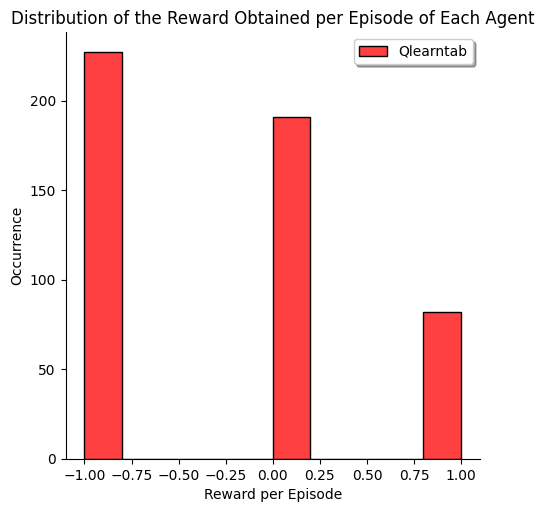 Distribution of the Reward Obtained per Episode of Each Agent
Qlearntab
Occurrence
200
150
100
50
0
−1.00 −0.75 −0.50 −0.25 0.00 0.25 0.50 0.75 1.00
Reward per Episode